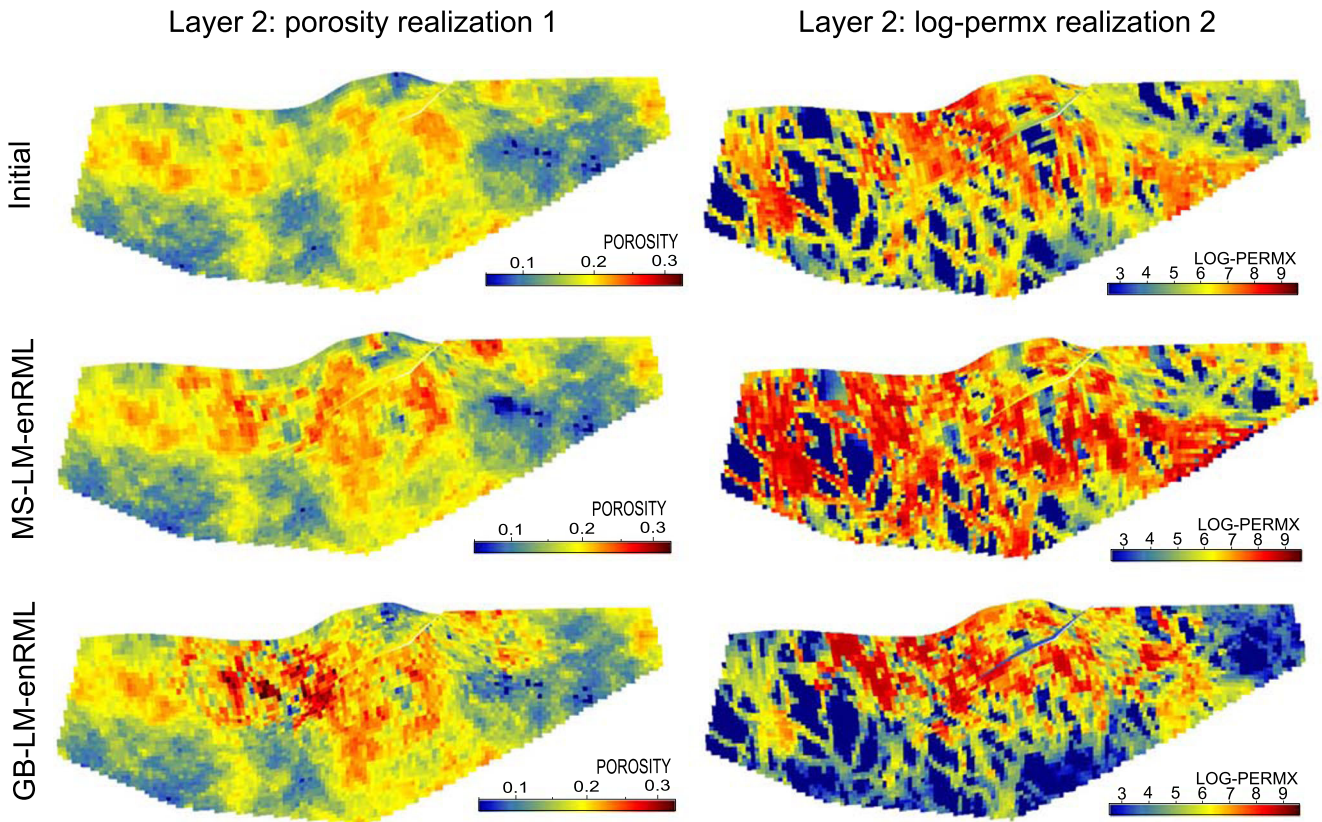 Layer 2: porosity realization 1
Layer 2: log-permx realization 2
Initial
POROSITY
0.1 0.2 0.3
LOG-PERMX
3 4 5 6 7 8 9
MS-LM-enRML
POROSITY
0.1 0.2 0.3
LOG-PERMX
3 4 5 6 7 8 9
GB-LM-enRML
POROSITY
0.1 0.2 0.3
LOG-PERMX
3 4 5 6 7 8 9